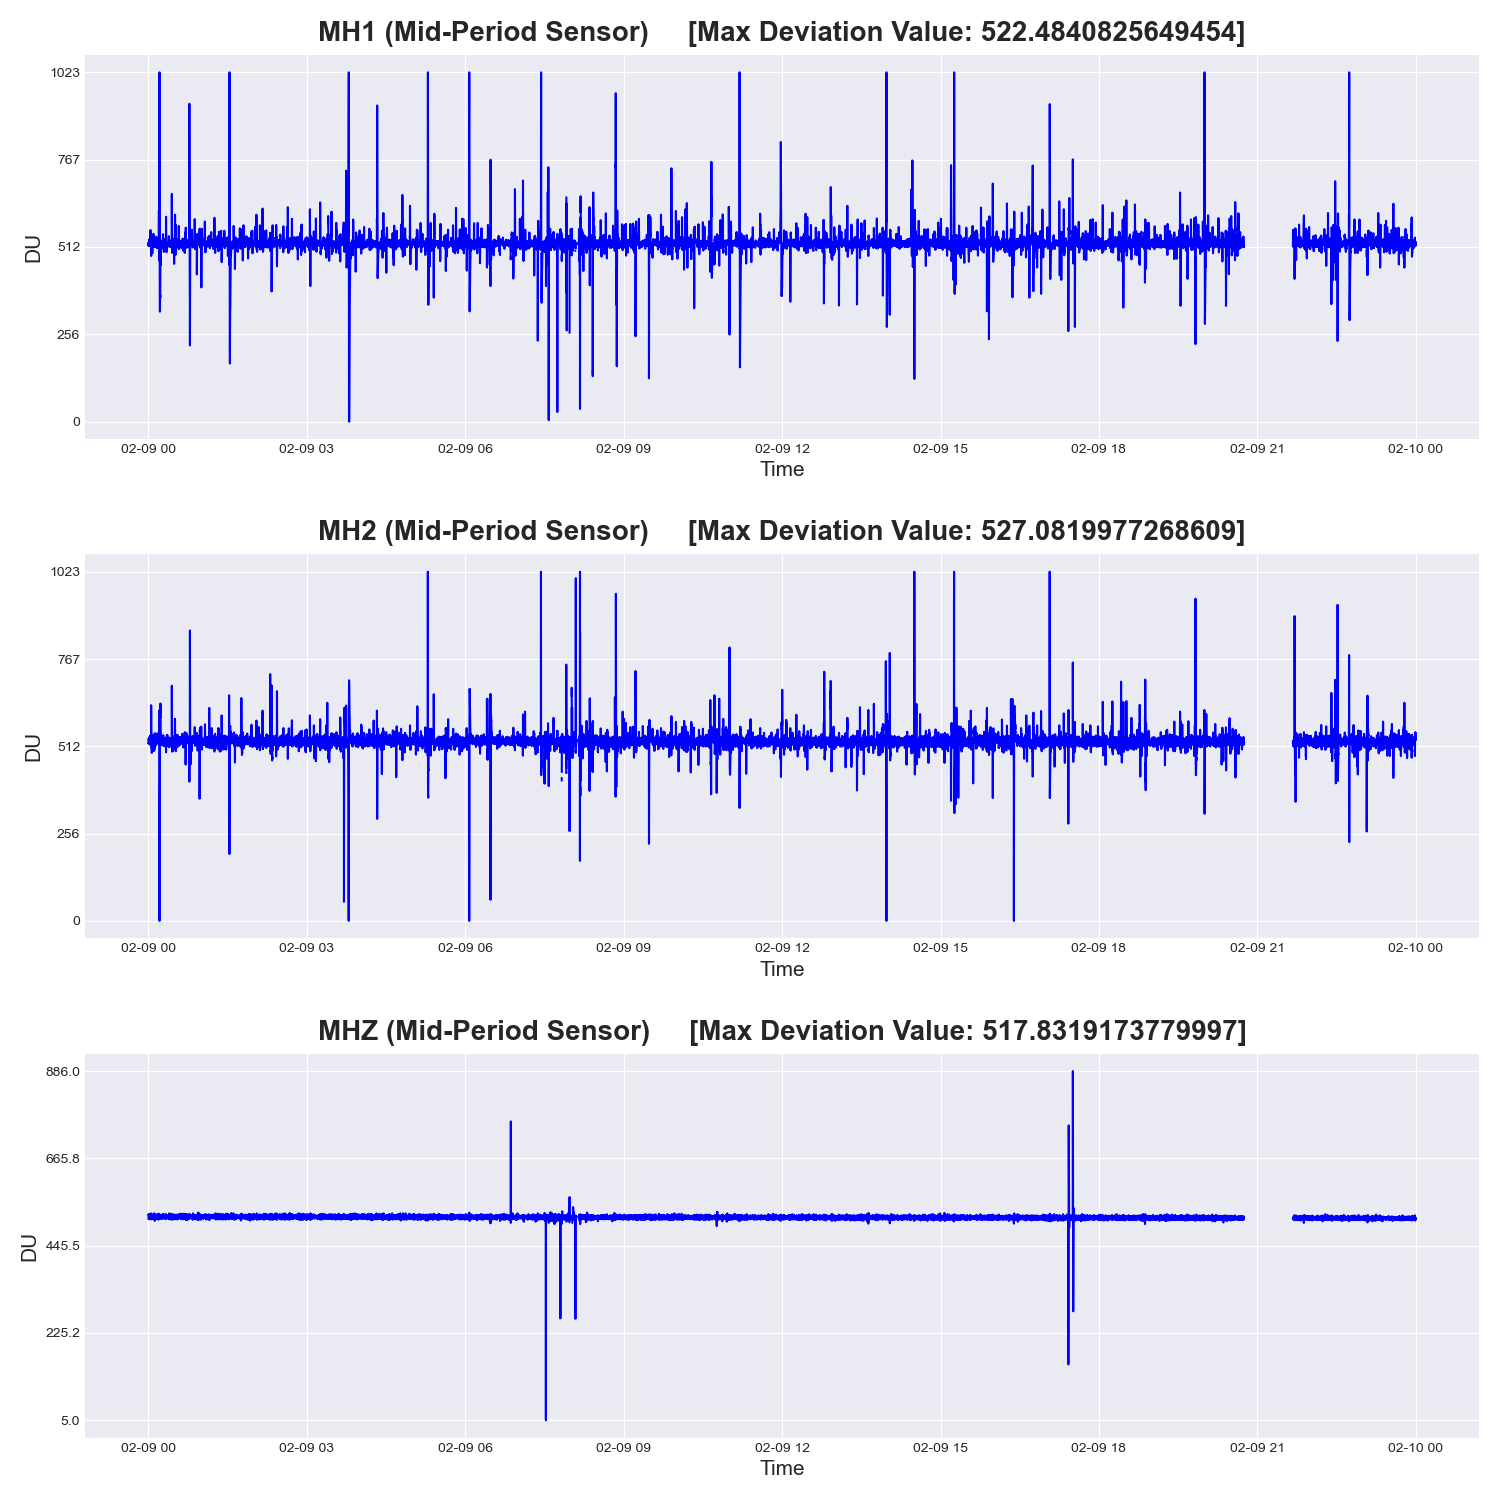 MH1 (Mid-Period Sensor) [Max Deviation Value: 522.4840825649454]
1023
767
512
256
0
DU
02-09 00 02-09 03 02-09 06 02-09 09 02-09 12 02-09 15 02-09 18 02-09 21 02-10 00
Time
MH2 (Mid-Period Sensor) [Max Deviation Value: 527.0819977268609]
1023
767
512
256
0
DU
02-09 00 02-09 03 02-09 06 02-09 09 02-09 12 02-09 15 02-09 18 02-09 21 02-10 00
Time
MHZ (Mid-Period Sensor) [Max Deviation Value: 517.8319173779997]
886.0
665.8
445.5
225.2
5.0
DU
02-09 00 02-09 03 02-09 06 02-09 09 02-09 12 02-09 15 02-09 18 02-09 21 02-10 00
Time